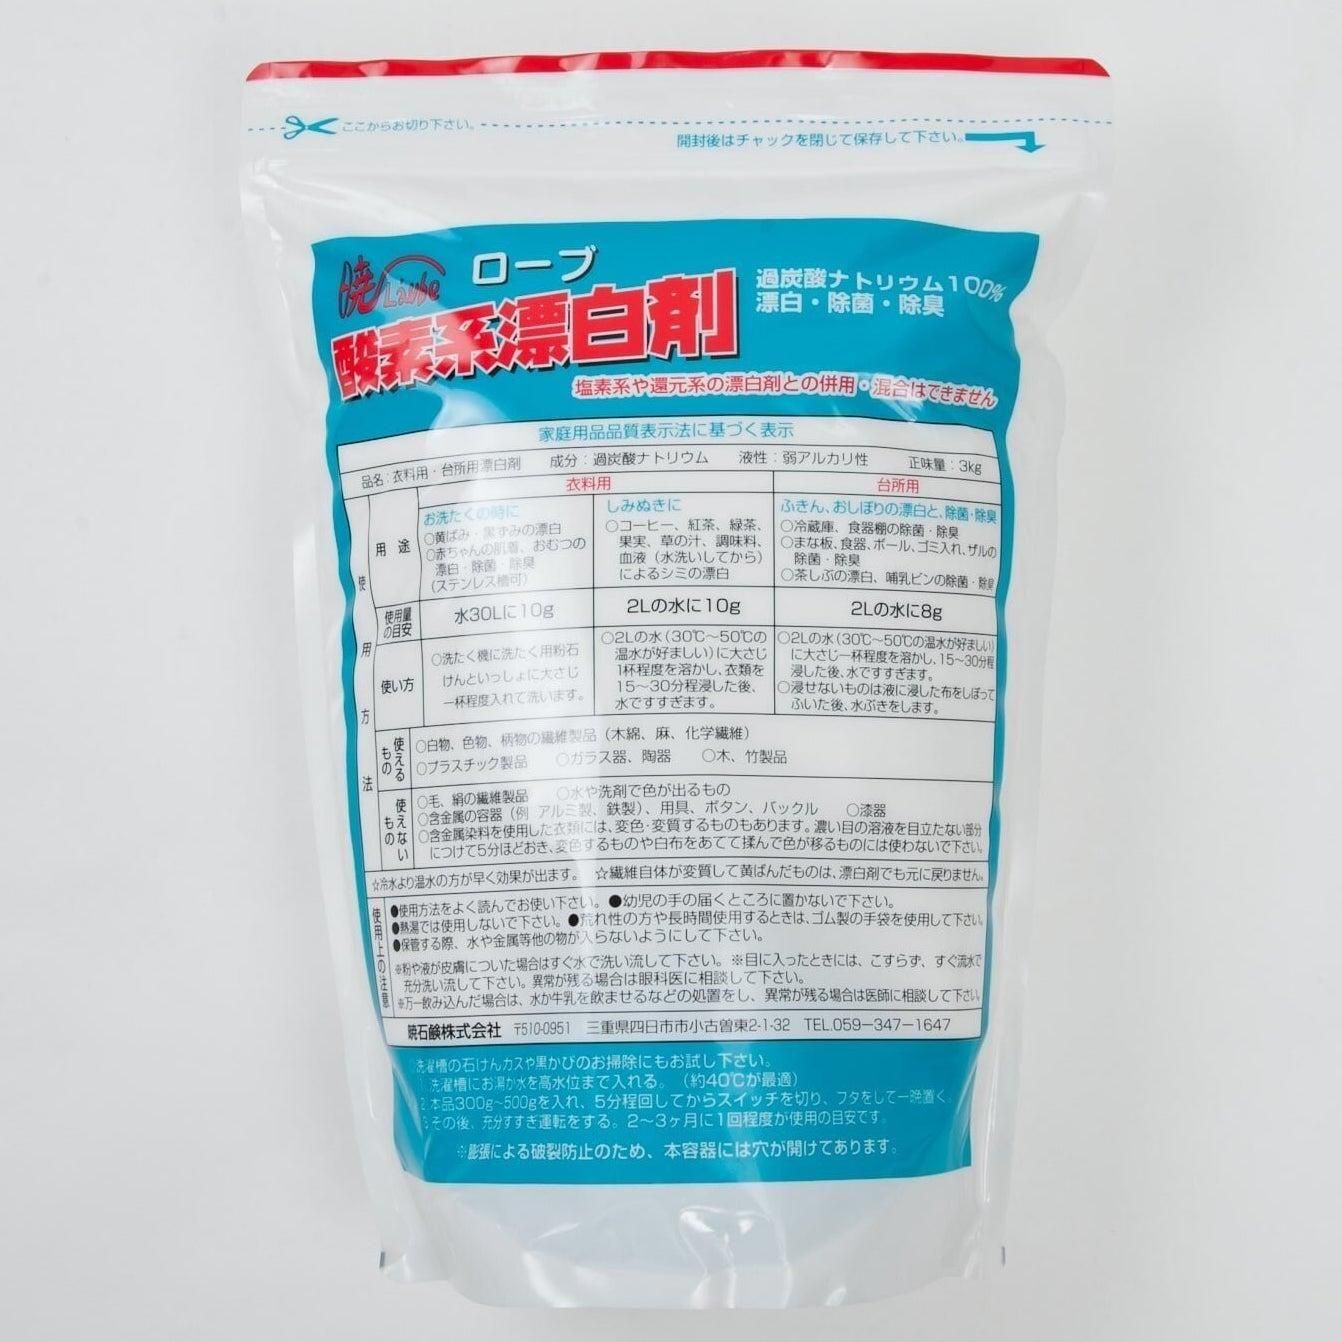 ここからお切り下さい。
開封後はチャックを閉じて保存して下さい。
暁 Laube ローブ
酸素系漂白剤
過炭酸ナトリウム100%
漂白・除菌・除臭
塩素系や還元系の漂白剤との併用・混合はできません
家庭用品品質表示法に基づく表示
品名:衣料用・台所用漂白剤 成分:過炭酸ナトリウム 液性:弱アルカリ性 正味量:3kg
使用方法
衣料用 台所用
用途
お洗たくの時に
○黄ばみ・黒ずみの漂白
○赤ちゃんの肌着、おむつの
漂白・除菌・除臭
(ステンレス槽可)
しみぬきに
○コーヒー、紅茶、緑茶、
果実、草の汁、調味料、
血液(水洗いしてから)
によるシミの漂白
ふきん、おしぼりの漂白と、除菌・除臭
○冷蔵庫、食器棚の除菌・除臭
○まな板、食器、ボール、ゴミ入れ、ザルの
除菌・除臭
○茶しぶの漂白、哺乳ビンの除菌・除臭
使用量
の目安
水30Lに10g
2Lの水に10g
2Lの水に8g
使い方
○洗たく機に洗たく用粉石
けんといっしょに大さじ
一杯程度入れて洗います。
○2Lの水(30℃〜50℃の
温水が好ましい)に大さじ
1杯程度を溶かし、衣類を
15〜30分程浸した後、
水ですすぎます。
○2Lの水(30℃〜50℃の温水が好ましい)
に大さじ一杯程度を溶かし、15〜30分程
浸した後、水ですすぎます。
○浸せないものは液に浸した布をしぼって
ふいた後、水ぶきをします。
使える
もの
○白物、色物、柄物の繊維製品(木綿、麻、化学繊維)
○プラスチック製品 ○ガラス器、陶器 ○木、竹製品
使えない
もの
○毛、絹の繊維製品 ○水や洗剤で色が出るもの
○含金属の容器(例 アルミ製、鉄製)、用具、ボタン、バックル ○漆器
○含金属染料を使用した衣類には、変色・変質するものもあります。濃い目の溶液を目立たない部分
につけて5分ほどおき、変色するものや白布をあてて揉んで色が移るものには使わないで下さい。
☆冷水より温水の方が早く効果が出ます。 ☆繊維自体が変質して黄ばんだものは、漂白剤でも元に戻りません。
使用上の注意
●使用方法をよく読んでお使い下さい。●幼児の手の届くところに置かないで下さい。
●熱湯では使用しないで下さい。●荒れ性の方や長時間使用するときは、ゴム製の手袋を使用して下さい。
●保管する際、水や金属等他の物が入らないようにして下さい。
※粉や液が皮膚についた場合はすぐ水で洗い流して下さい。※目に入ったときには、こすらず、すぐ流水で
充分洗い流して下さい。異常が残る場合は眼科医に相談して下さい。
※万一飲み込んだ場合は、水か牛乳を飲ませるなどの処置をし、異常が残る場合は医師に相談して下さい。
暁石鹸株式会社 〒510-0951 三重県四日市市小古曽東2-1-32 TEL.059-347-1647
洗濯槽の石けんカスや黒かびのお掃除にもお試し下さい。
1.洗濯槽にお湯か水を高水位まで入れる。(約40℃が最適)
2.本品300g~500gを入れ、5分程回してからスイッチを切り、フタをして一晩置く。
3.その後、充分すすぎ運転をする。2〜3ヶ月に1回程度が使用の目安です。
※膨張による破裂防止のため、本容器には穴が開けてあります。